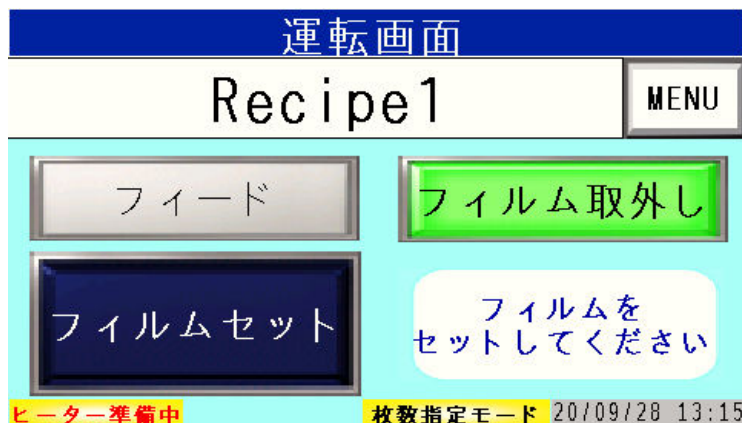 運転画面
Recipe1
MENU
フィード
フィルム取外し
フィルムセット
フィルムを
セットしてください
ヒーター準備中
枚数指定モード
20/09/28 13:15